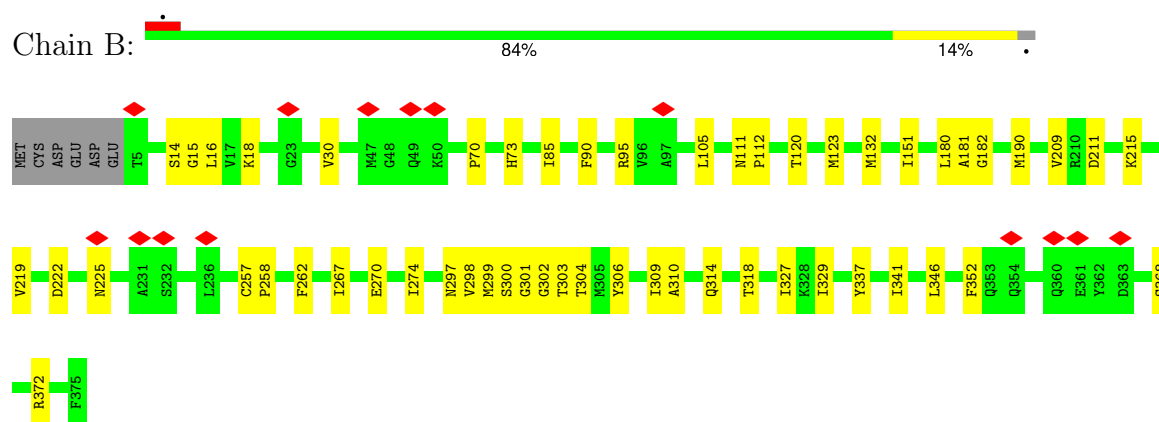 Chain B:
84% 14%
MET CYS ASP GLU ASP GLU T5 S14 G15 L16 V17 K18 G23 V30 M47 G48 Q49 K50 P70 H73 I85 F90 R95 V96 A97 L105 N111 P112 T120 M123 M132 I151 L180 A181 G182 M190 V209 R210 D211 K215
V219 D222 N225 A231 S232 L236 C257 P258 F262 I267 E270 I274 N297 V298 M299 S300 G301 G302 T303 T304 M305 Y306 I309 A310 Q314 T318 I327 K328 I329 Y337 I341 L346 F352 Q353 Q354 Q360 E361 Y362 D363
R372 F375